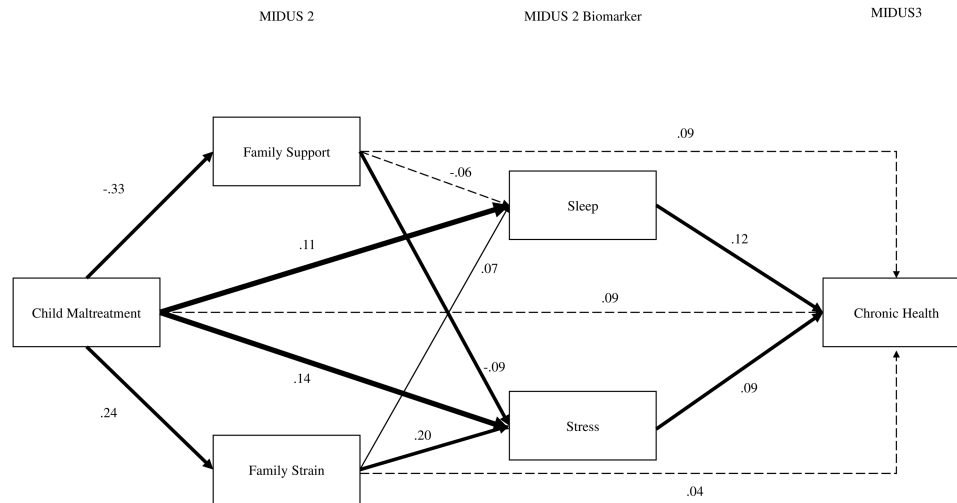 MIDUS 2
MIDUS 2 Biomarker
MIDUS3
Family Support
.09
-.06
-.33
Sleep
.11
.12
.07
Child Maltreatment
.09
Chronic Health
.14
-.09
.09
.24
.20
Stress
Family Strain
.04